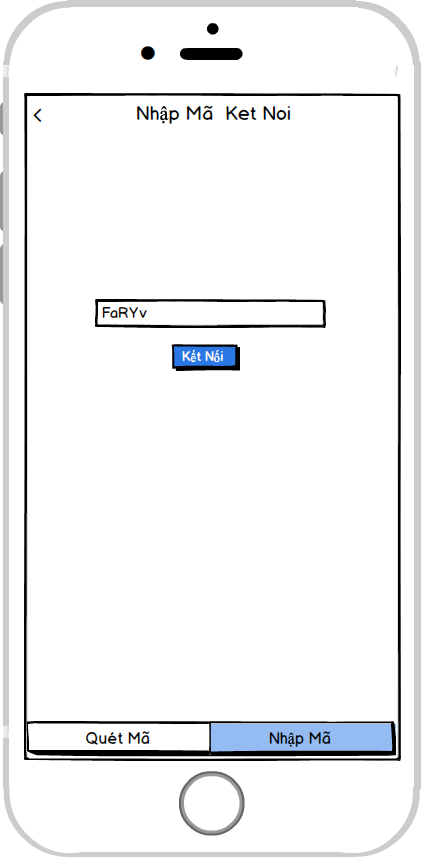 Nhập Mã Ket Noi
FaRYv
Kết Nối
Quét Mã
Nhập Mã